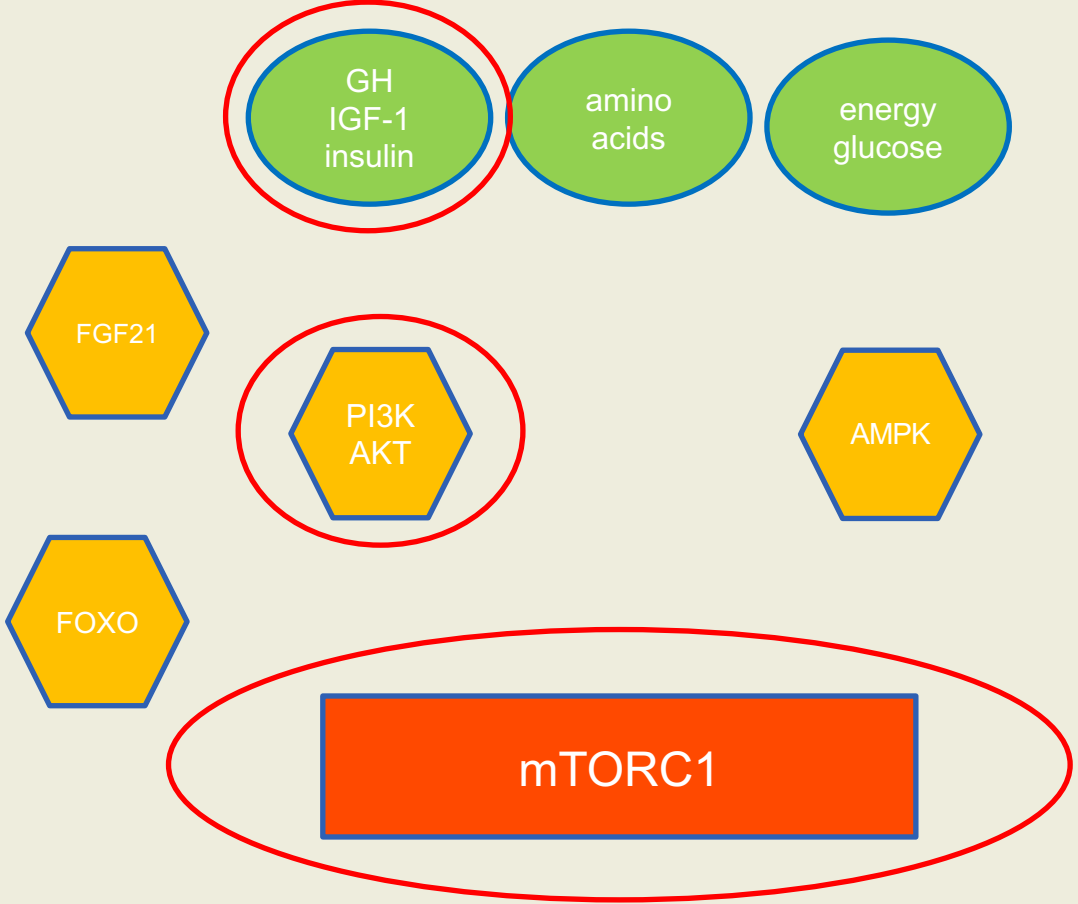 GH
IGF-1
insulin
amino
acids
energy
glucose
FGF21
PI3K
AKT
AMPK
FOXO
mTORC1